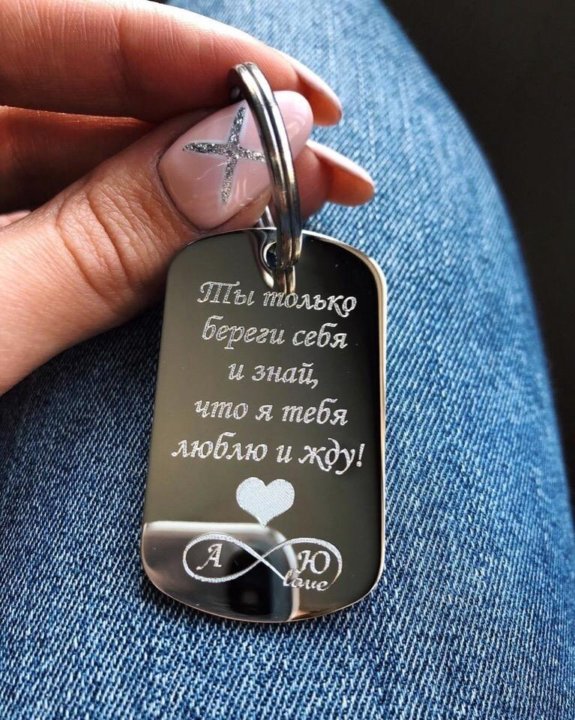 Ты только
береги себя
и знай,
что я тебя
люблю и жду!
А Ю
love